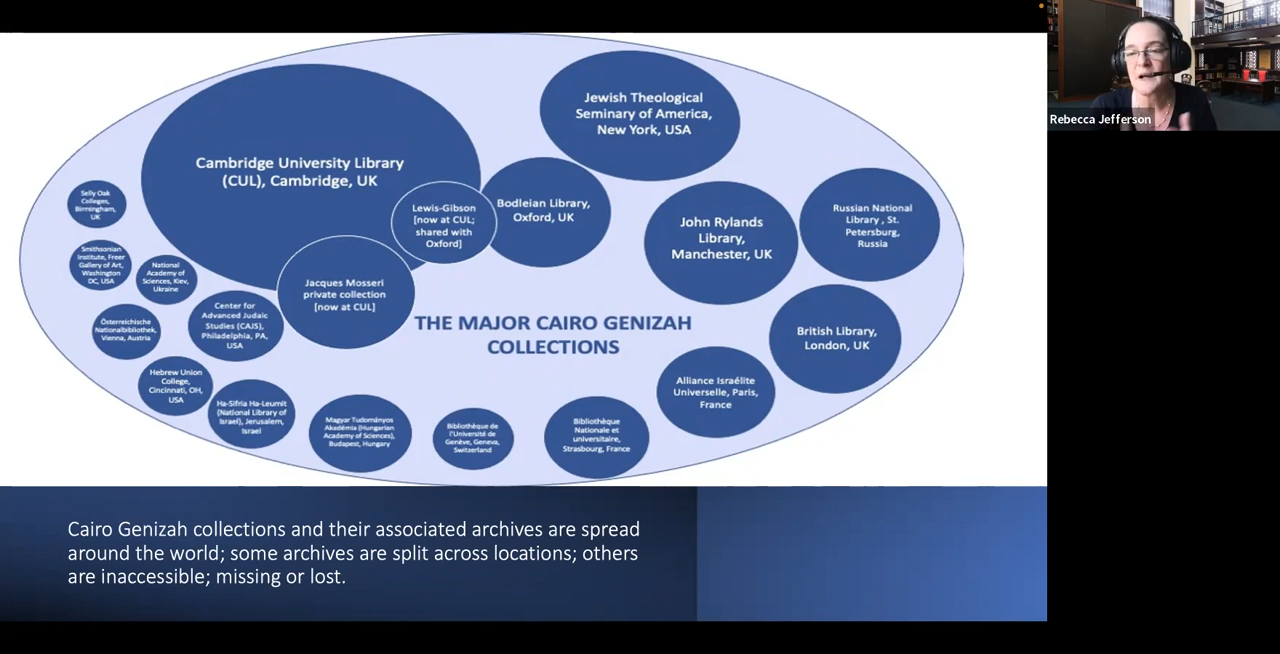 Jewish Theological
Seminary of America,
New York, USA
Cambridge University Library
(CUL), Cambridge, UK
Lewis-Gibson
[now at CUL;
shared with
Oxford]
Bodleian Library,
Oxford, UK
John Rylands
Library,
Manchester, UK
Russian National
Library , St.
Petersburg,
Russia
Selly Oak
Colleges,
Birmingham,
UK
Smithsonian
Institute, Freer
Gallery of Art,
Washington
DC, USA
National
Academy of
Sciences, Kiev,
Ukraine
Jacques Mosseri
private collection
[now at CUL]
Center for
Advanced Judaic
Studies (CAJS),
Philadelphia, PA,
USA
Österreichische
Nationalbibliothek,
Vienna, Austria
THE MAJOR CAIRO GENIZAH
COLLECTIONS
British Library,
London, UK
Hebrew Union
College,
Cincinnati, OH,
USA
Ha-Sifria Ha-Leumit
(National Library of
Israel), Jerusalem,
Israel
Magyar Tudományos
Akadémia (Hungarian
Academy of Sciences),
Budapest, Hungary
Bibliothèque de
l'Université de
Genève, Geneva,
Switzerland
Bibliothèque
Nationale et
universitaire,
Strasbourg, France
Alliance Israélite
Universelle, Paris,
France
Cairo Genizah collections and their associated archives are spread
around the world; some archives are split across locations; others
are inaccessible; missing or lost.
Rebecca Jefferson